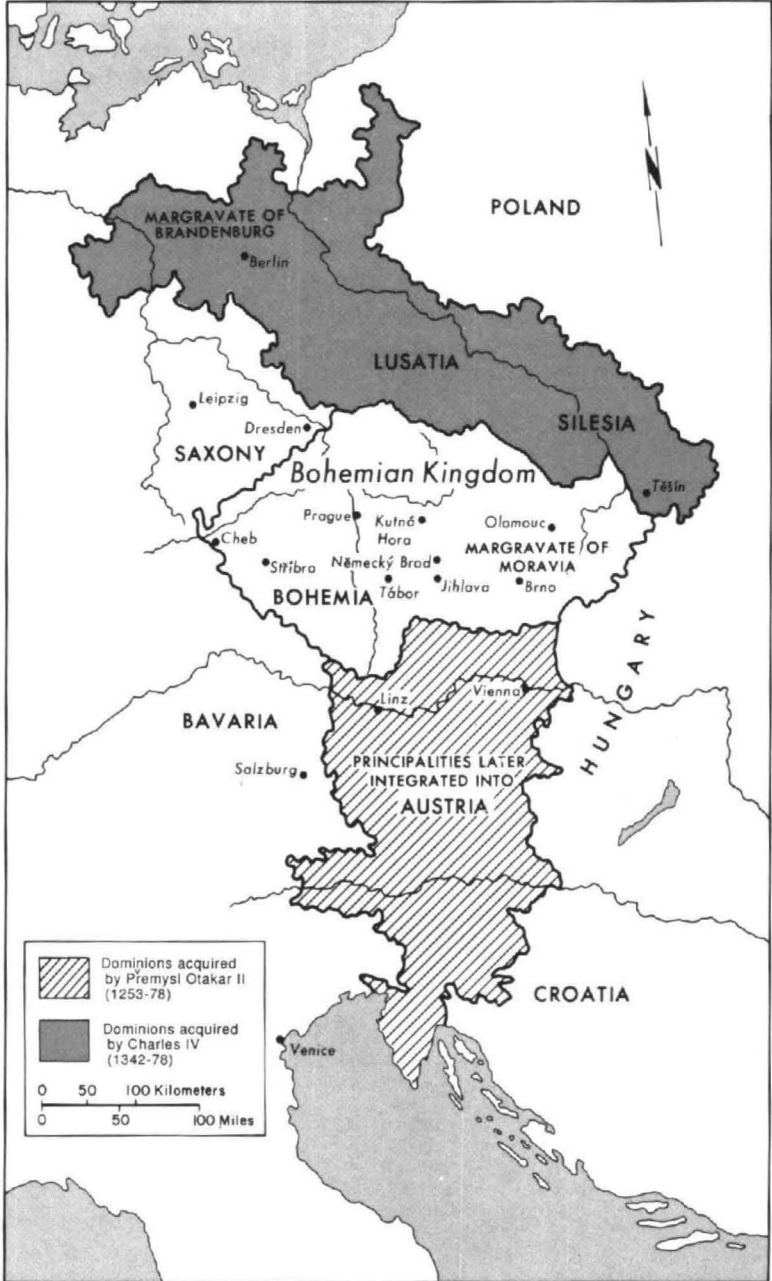 POLAND
MARGRAVATE OF
BRANDENBURG
Berlin
LUSATIA
Leipzig
Dresden
SAXONY
SILESIA
Bohemian Kingdom
Těšín
Prague
Kutná
Hora
Olomouc
Cheb
MARGRAVATE OF
MORAVIA
Stříbro
Německý Brod
BOHEMIA
Tábor
Jihlava
Brno
HUNGARY
Linz
Vienna
BAVARIA
Salzburg
PRINCIPALITIES LATER
INTEGRATED INTO
AUSTRIA
CROATIA
Venice
Dominions acquired
by Přemysl Otakar II
(1253-78)
Dominions acquired
by Charles IV
(1342-78)
0 50 100 Kilometers
0 50 100 Miles
N